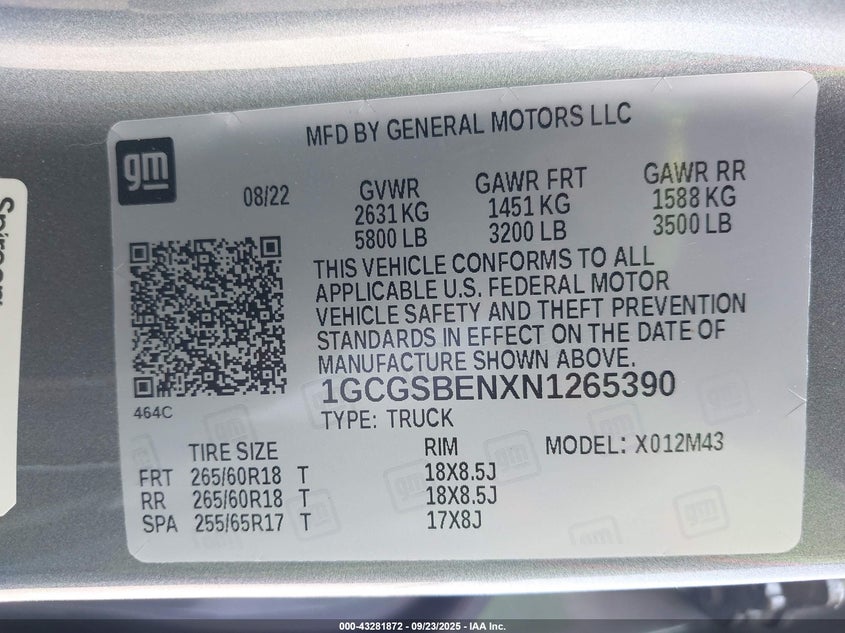 MFD BY GENERAL MOTORS LLC
gm
08/22
GVWR GAWR FRT GAWR RR
2631 KG 1451 KG 1588 KG
5800 LB 3200 LB 3500 LB
THIS VEHICLE CONFORMS TO ALL
APPLICABLE U.S. FEDERAL MOTOR
VEHICLE SAFETY AND THEFT PREVENTION
STANDARDS IN EFFECT ON THE DATE OF
MANUFACTURE SHOWN ABOVE.
1GCGSBENXN1265390
464C
TYPE: TRUCK
TIRE SIZE RIM MODEL: X012M43
FRT 265/60R18 T 18X8.5J
RR 265/60R18 T 18X8.5J
SPA 255/65R17 T 17X8J
000-43281872 - 09/23/2025 - IAA Inc.